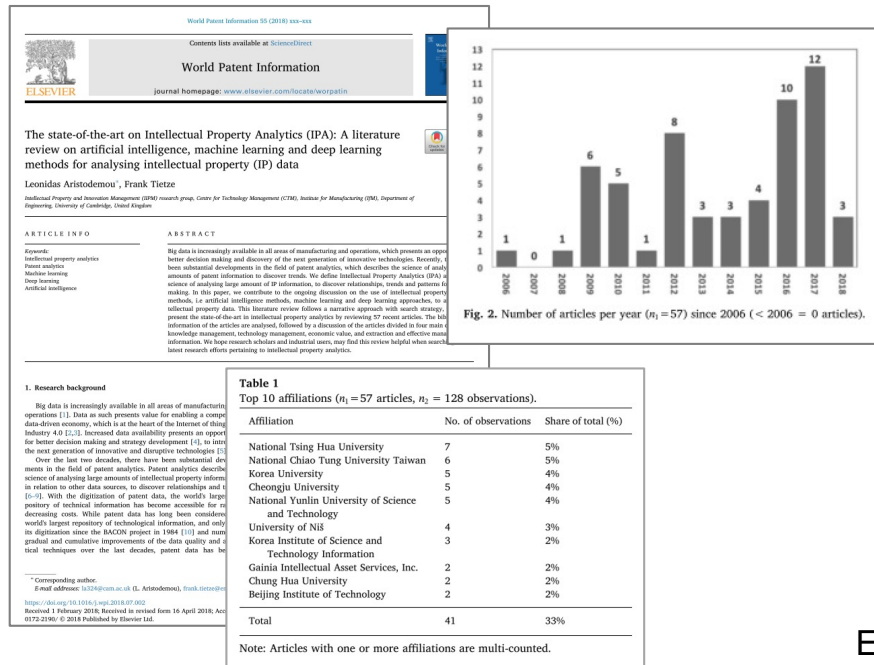 World Patent Information 55 (2018) xxx–xxx
Contents lists available at ScienceDirect
World Patent Information
journal homepage: www.elsevier.com/locate/worpatin
ELSEVIER
The state-of-the-art on Intellectual Property Analytics (IPA): A literature
review on artificial intelligence, machine learning and deep learning
methods for analysing intellectual property (IP) data
Leonidas Aristodemou*, Frank Tietze
Intellectual Property and Innovation Management (IIPM) research group, Centre for Technology Management (CTM), Institute for Manufacturing (IfM), Department of
Engineering, University of Cambridge, United Kingdom
ARTICLE INFO
Keywords:
Intellectual property analytics
Patent analytics
Machine learning
Deep learning
Artificial intelligence
ABSTRACT
Big data is increasingly available in all areas of manufacturing and operations, which presents an
better decision making and discovery of the next generation of innovative technologies. Recently,
been substantial developments in the field of patent analytics, which describes the science of
amounts of patent information to discover trends. We define Intellectual Property Analytics (IPA)
science of analysing large amount of IP information, to discover relationships, trends and patterns
making. In this paper, we contribute to the ongoing discussion on the use of intellectual property
methods, i.e artificial intelligence methods, machine learning and deep learning approaches, to
tellectual property data. This literature review follows a narrative approach with search strategy,
present the state-of-the-art in intellectual property analytics by reviewing 57 recent articles. The
information of the articles are analysed, followed by a discussion of the articles divided in four main
knowledge management, technology management, economic value, and extraction and effective
information. We hope research scholars and industrial users, may find this review helpful when
latest research efforts pertaining to intellectual property analytics.
1. Research background
Big data is increasingly available in all areas of manufacturing
operations [1]. Data as such presents value for enabling a
data-driven economy, which is at the heart of the Internet of
Industry 4.0 [2,3]. Increased data availability presents an
for better decision making and strategy development [4], to
the next generation of innovative and disruptive technologies [5]
Over the last two decades, there have been substantial
ments in the field of patent analytics. Patent analytics
science of analysing large amounts of intellectual property
in relation to other data sources, to discover relationships and
[6–9]. With the digitization of patent data, the world's
pository of technical information has become accessible for
decreasing costs. While patent data has long been
world's largest repository of technological information, and only
its digitization since the BACON project in 1984 [10] and
gradual and cumulative improvements of the data quality and
tical techniques over the last decades, patent data has
* Corresponding author.
E-mail addresses: la324@cam.ac.uk (L. Aristodemou),
https://doi.org/10.1016/j.wpi.2018.07.002
Received 1 February 2018; Received in revised form 16 April 2018;
0172-2190/ © 2018 Published by Elsevier Ltd.
13
12
11
10
9
8
7
6
5
4
3
2
1
0
1 0 1 6 5 1 8 3 3 4 10 12 3
2006 2007 2008 2009 2010 2011 2012 2013 2014 2015 2016 2017 2018
Fig. 2. Number of articles per year (n₁=57) since 2006 (< 2006 = 0 articles).
Table 1
Top 10 affiliations (n₁=57 articles, n₂ = 128 observations).
Affiliation No. of observations Share of total (%)
National Tsing Hua University 7 5%
National Chiao Tung University Taiwan 6 5%
Korea University 5 4%
Cheongju University 5 4%
National Yunlin University of Science 5 4%
and Technology
University of Niš 4 3%
Korea Institute of Science and 3 2%
Technology Information
Gainia Intellectual Asset Services, Inc. 2 2%
Chung Hua University 2 2%
Beijing Institute of Technology 2 2%
Total 41 33%
Note: Articles with one or more affiliations are multi-counted.
E